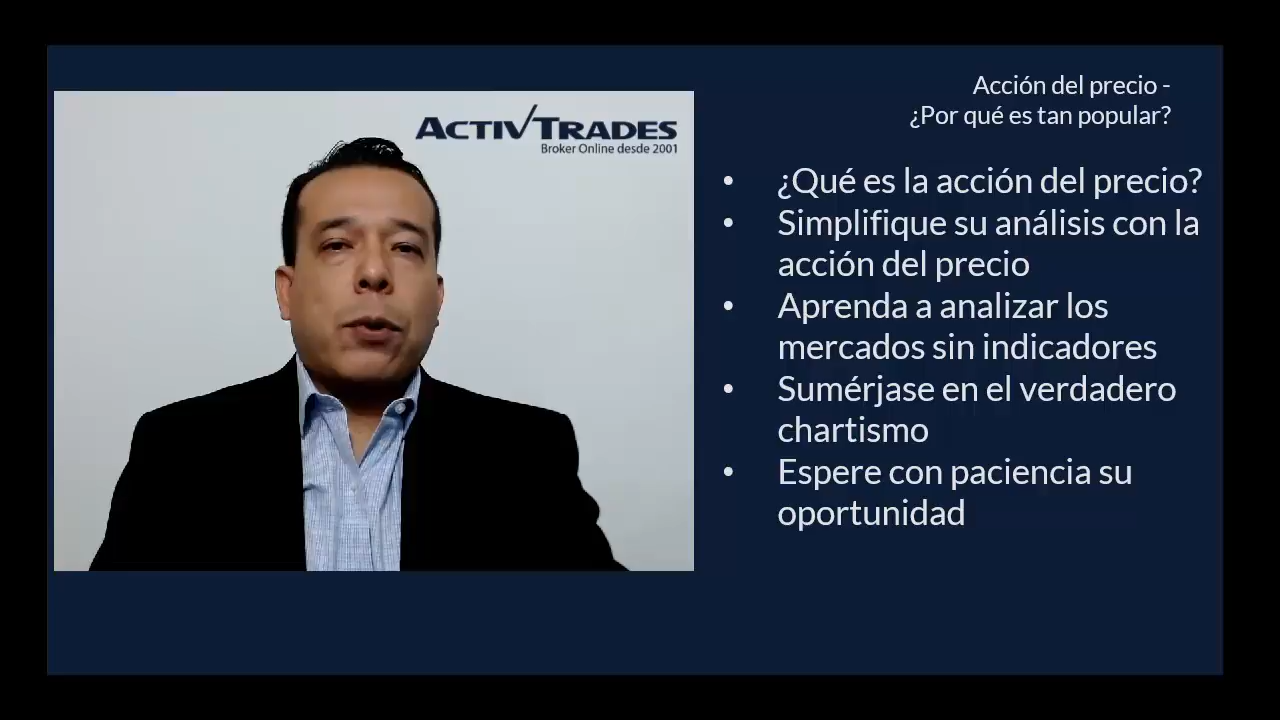 ACTIVTRADES
Broker Online desde 2001
Acción del precio -
¿Por qué es tan popular?
• ¿Qué es la acción del precio?
• Simplifique su análisis con la
acción del precio
• Aprenda a analizar los
mercados sin indicadores
• Sumérjase en el verdadero
chartismo
• Espere con paciencia su
oportunidad